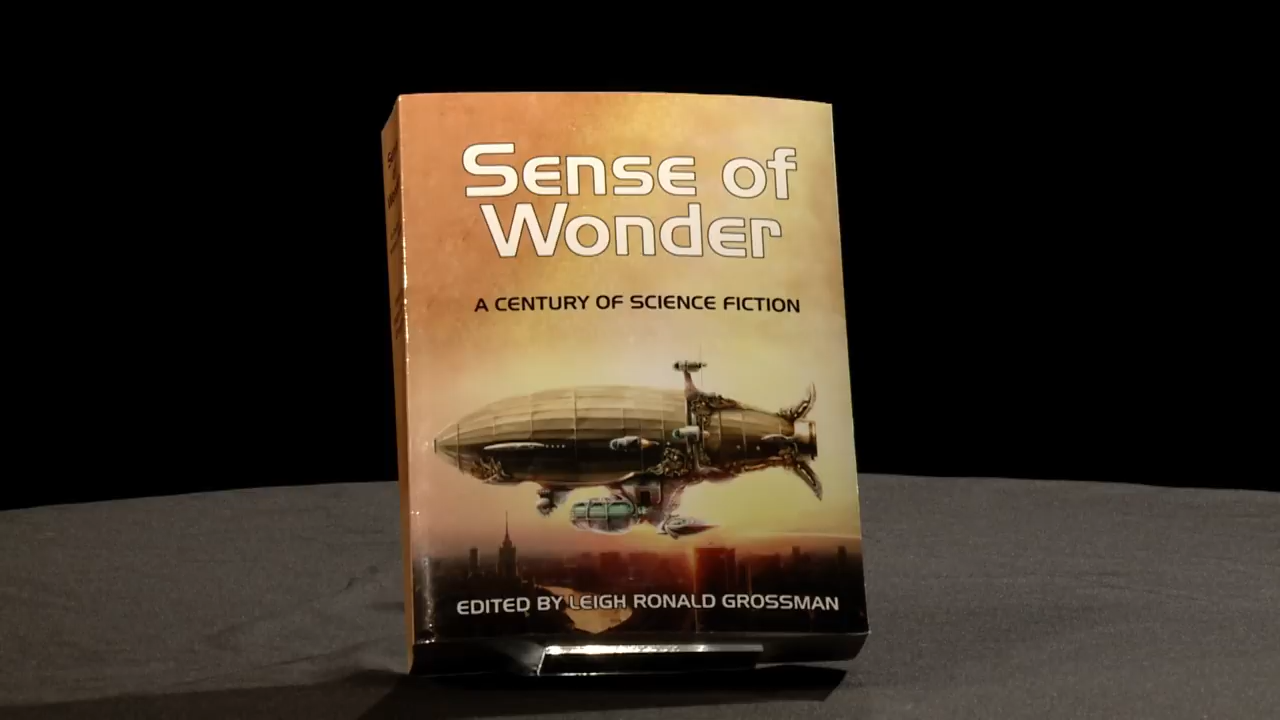 Sense of
Wonder
A CENTURY OF SCIENCE FICTION
EDITED BY LEIGH RONALD GROSSMAN